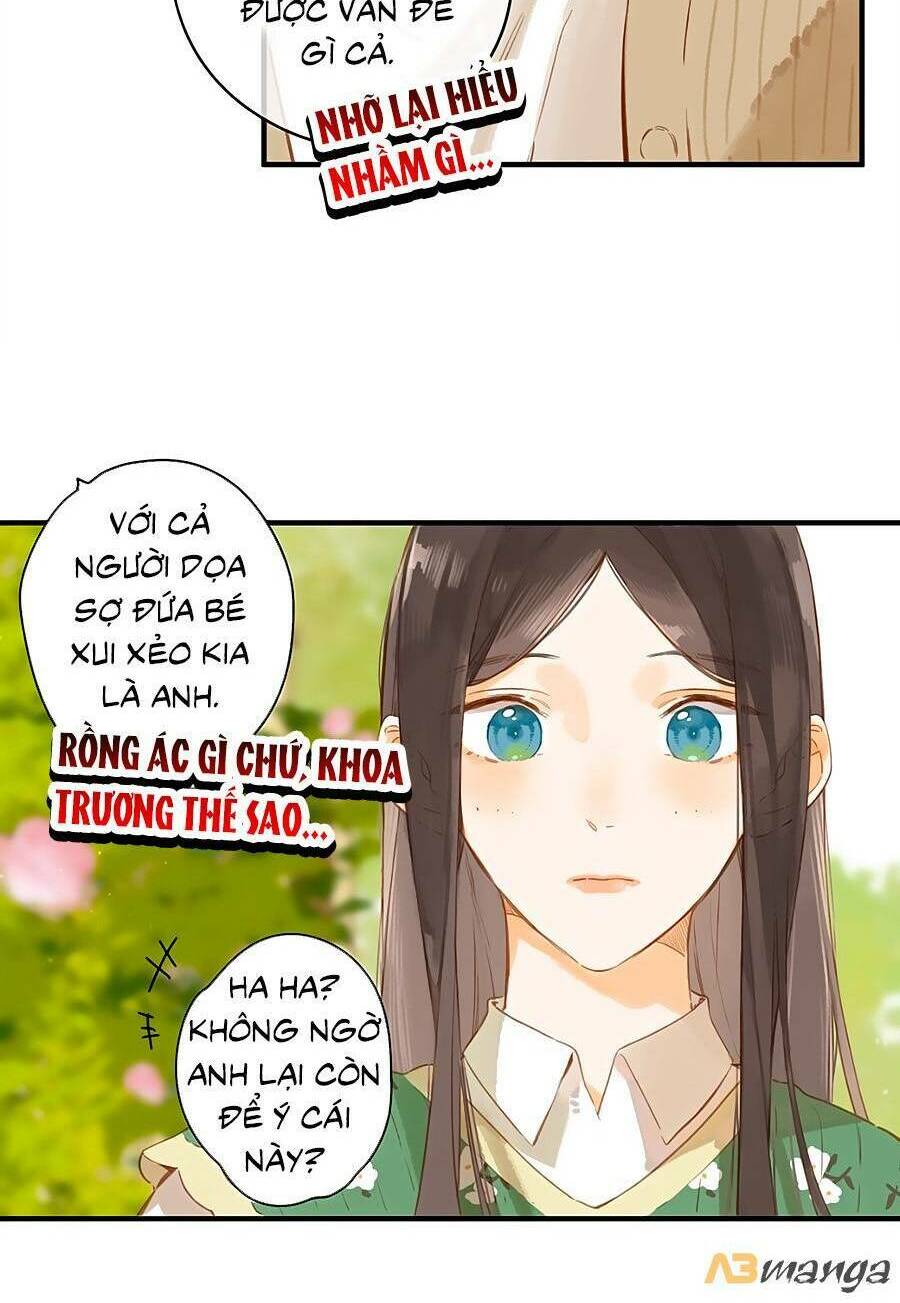 ĐƯỢC VẤN ĐỀ
GÌ CẢ.
NHỠ LẠI HIỂU
NHẦM GÌ...
VỚI CẢ
NGƯỜI DỌA
SỢ ĐỨA BÉ
XUI XẺO KIA
LÀ ANH.
RỒNG ÁC GÌ CHỨ, KHOA
TRƯƠNG THẾ SAO...
HA HA?
KHÔNG NGỜ
ANH LẠI CÒN
ĐỂ Ý CÁI
NÀY?
A3manga